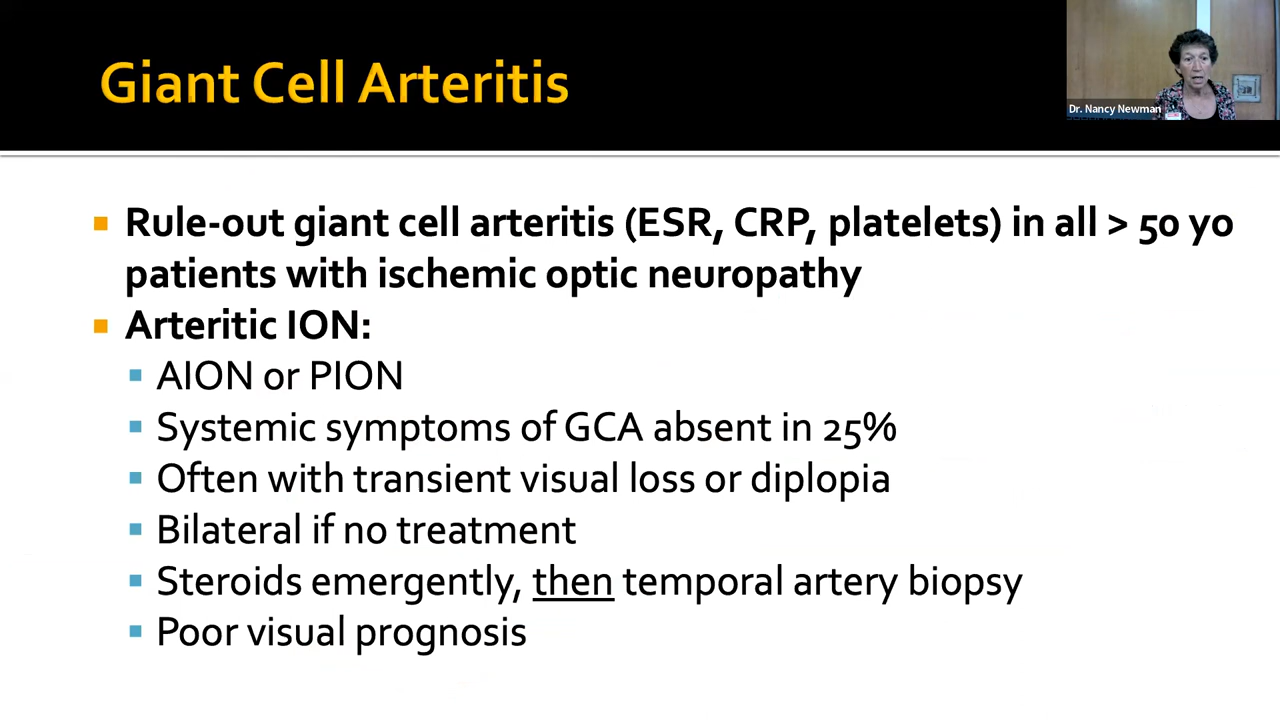 Giant Cell Arteritis
Dr. Nancy Newman
Rule-out giant cell arteritis (ESR, CRP, platelets) in all > 50 yo
patients with ischemic optic neuropathy
Arteritic ION:
AION or PION
Systemic symptoms of GCA absent in 25%
Often with transient visual loss or diplopia
Bilateral if no treatment
Steroids emergently, then temporal artery biopsy
Poor visual prognosis